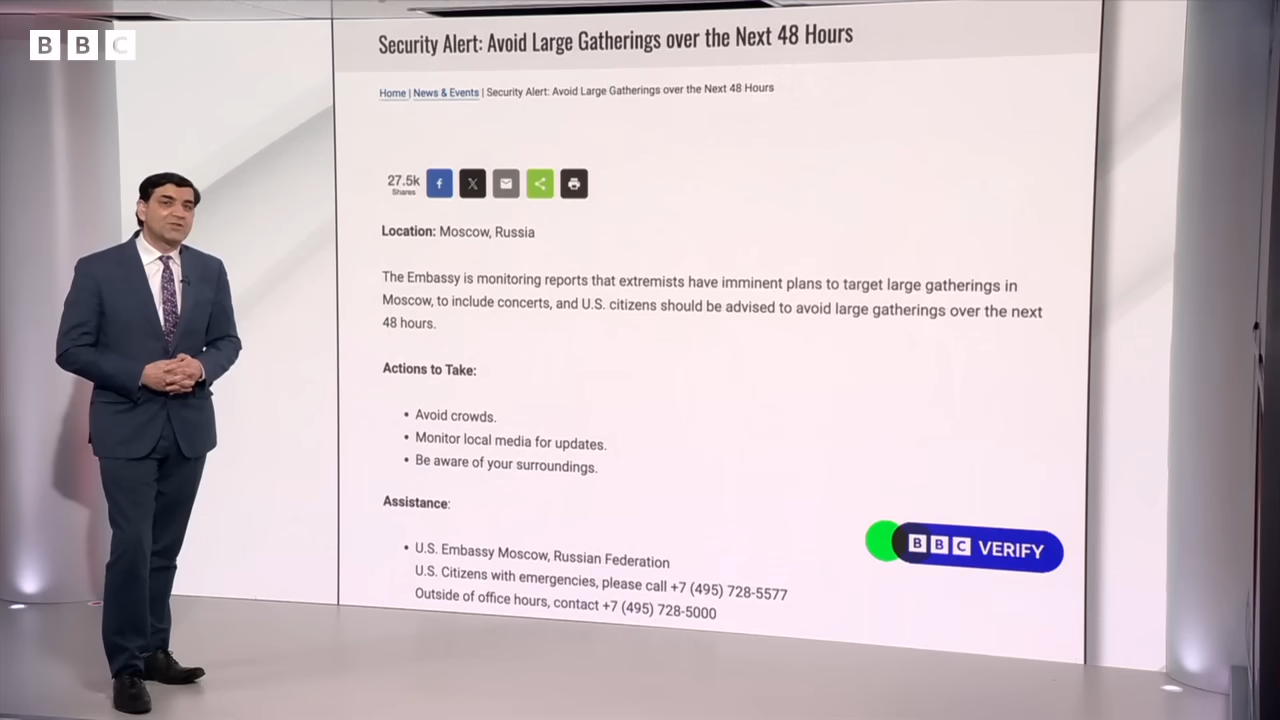 BBC
Security Alert: Avoid Large Gatherings over the Next 48 Hours
Home | News & Events | Security Alert: Avoid Large Gatherings over the Next 48 Hours
27.5k
Shares
Location: Moscow, Russia
The Embassy is monitoring reports that extremists have imminent plans to target large gatherings in
Moscow, to include concerts, and U.S. citizens should be advised to avoid large gatherings over the next
48 hours.
Actions to Take:
• Avoid crowds.
• Monitor local media for updates.
• Be aware of your surroundings.
Assistance:
• U.S. Embassy Moscow, Russian Federation
U.S. Citizens with emergencies, please call +7 (495) 728-5577
Outside of office hours, contact +7 (495) 728-5000
BBC VERIFY